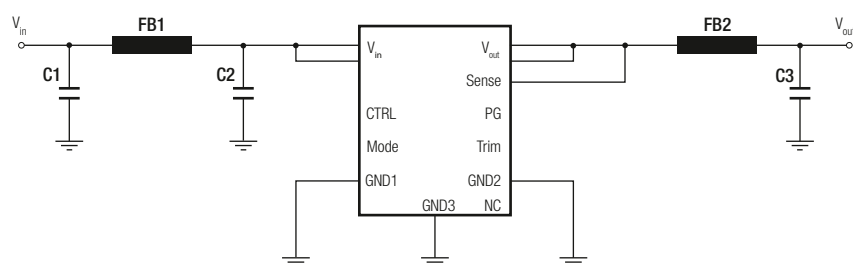 Vin
FB1
FB2
Vout
C1
C2
Vin
Vout
Sense
C3
CTRL
PG
Mode
Trim
GND1
GND2
GND3
NC